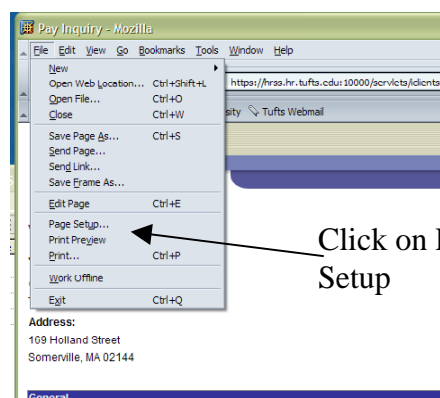 Pay Inquiry - Mozilla
File Edit View Go Bookmarks Tools Window Help
New
Open Web Location... Ctrl+Shift+L
https://hrss.hr.tufts.edu:10000/servlets/iclients
Open File... Ctrl+O
Close Ctrl+W
sity Tufts Webmail
Save Page As... Ctrl+S
Send Page...
Send Link...
Save Frame As...
Edit Page Ctrl+E
Page Setup...
Print Preview
Print... Ctrl+P
Click on
Setup
Work Offline
Exit Ctrl+Q
Address:
169 Holland Street
Somerville, MA 02144
General